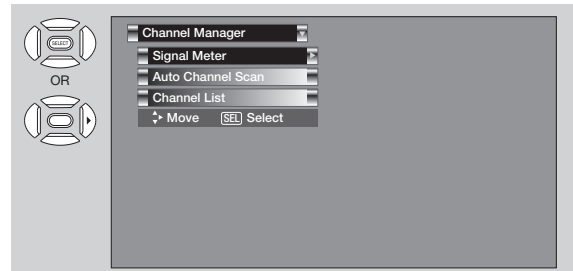 SELECT
OR
Channel Manager
Signal Meter
Auto Channel Scan
Channel List
Move SEL Select